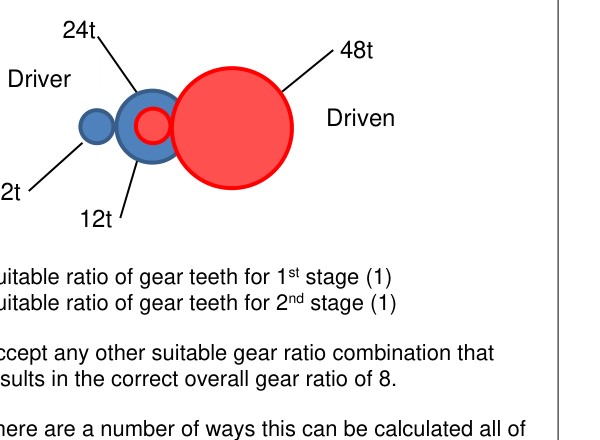 24t
48t
Driver
Driven
2t
12t
uitable ratio of gear teeth for 1st stage (1)
uitable ratio of gear teeth for 2nd stage (1)
ccept any other suitable gear ratio combination that
sults in the correct overall gear ratio of 8.
here are a number of ways this can be calculated all of